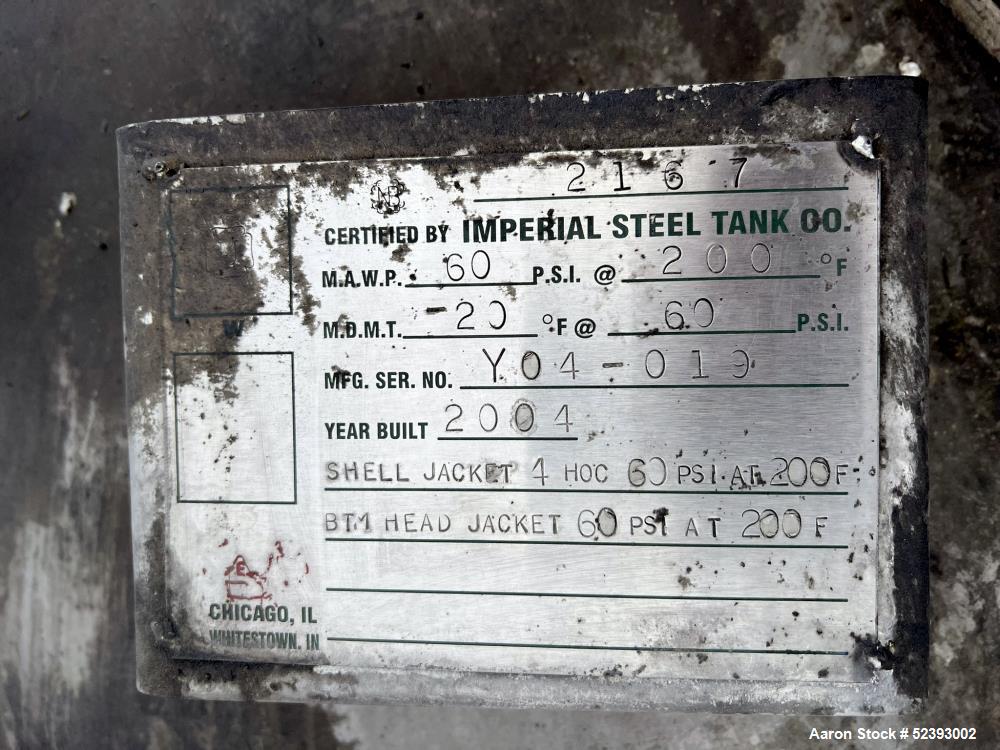 NB 2167
CERTIFIED BY IMPERIAL STEEL TANK CO.
M.A.W.P. 60 P.S.I. @ 200 °F
M.D.M.T. -20 °F @ 60 P.S.I.
MFG. SER. NO. Y04-019
YEAR BUILT 2004
SHELL JACKET 4 HOC 60 PSI AT 200F
BTM HEAD JACKET 60 PSI AT 200 F
W
CHICAGO, IL
WHITESTOWN, IN
Aaron Stock # 52393002